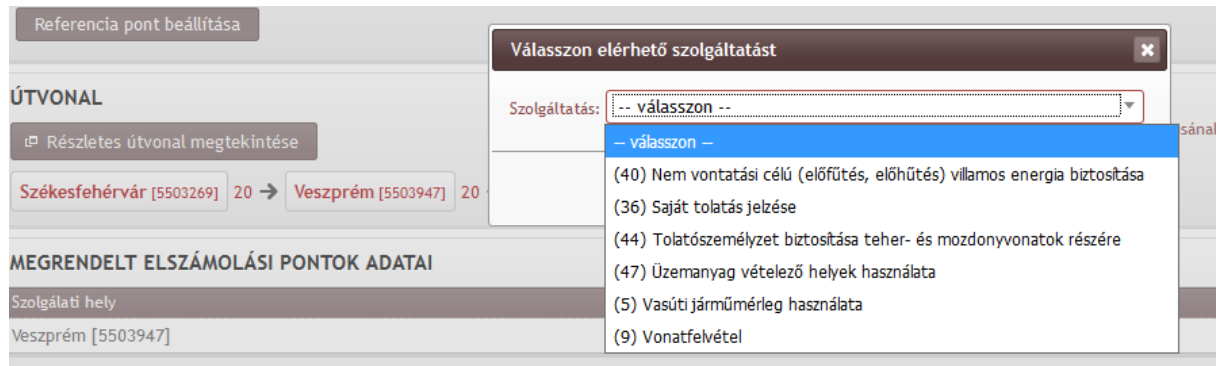 Referencia pont beállítása
Válasszon elérhető szolgáltatást
ÚTVONAL
Szolgáltatás: -- válasszon --
Részletes útvonal megtekintése
-- válasszon --
(40) Nem vontatási célú (előfűtés, előhűtés) villamos energia biztosítása
Székesfehérvár [5503269] 20 → Veszprém [5503947] 20
(36) Saját tolatás jelzése
(44) Tolatószemélyzet biztosítása teher- és mozdonyvonatok részére
MEGRENDELT ELSZÁMOLÁSI PONTOK ADATAI
(47) Üzemanyag vételező helyek használata
Szolgálati hely
(5) Vasúti járműmérleg használata
Veszprém [5503947]
(9) Vonatfelvétel